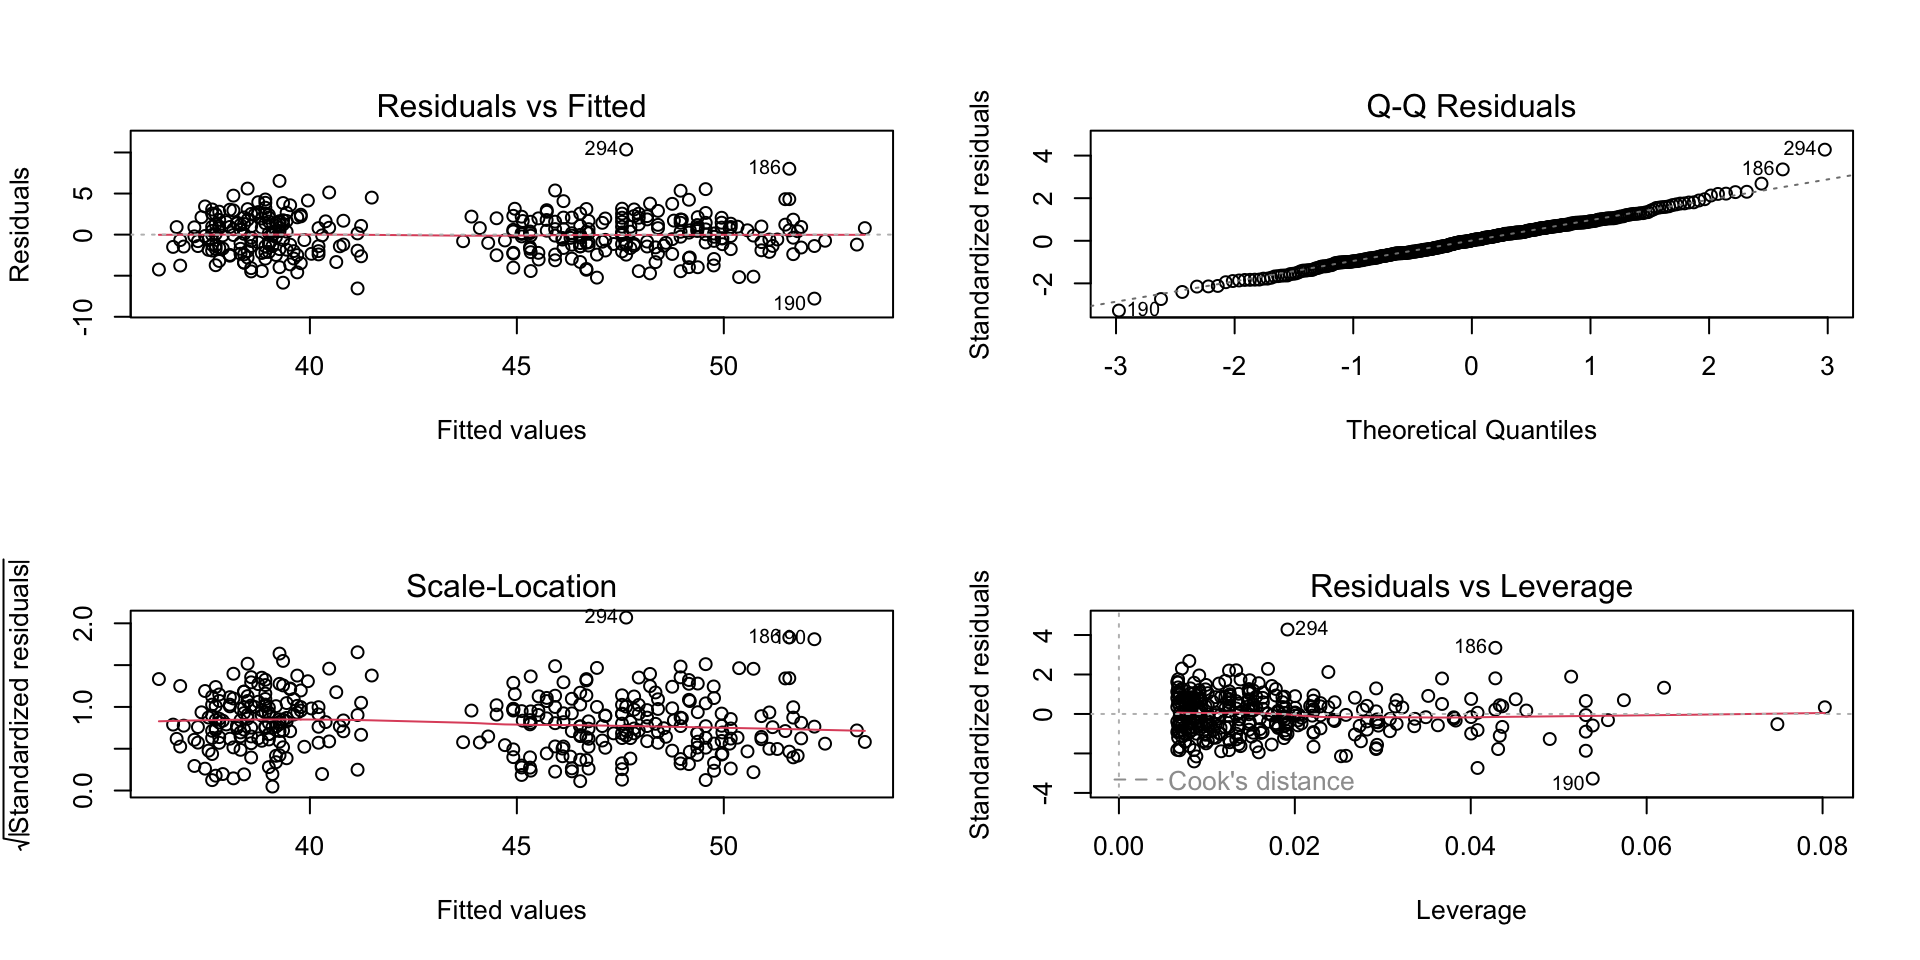 Residuals vs Fitted
Residuals
-10 0 5
294
186
190
40 45 50
Fitted values
Q-Q Residuals
Standardized residuals
-2 0 2 4
294
186
190
-3 -2 -1 0 1 2 3
Theoretical Quantiles
Scale-Location
√|Standardized residuals|
0.0 1.0 2.0
294
186
190
40 45 50
Fitted values
Residuals vs Leverage
Standardized residuals
-4 0 2 4
294
186
190
Cook's distance
0.00 0.02 0.04 0.06 0.08
Leverage